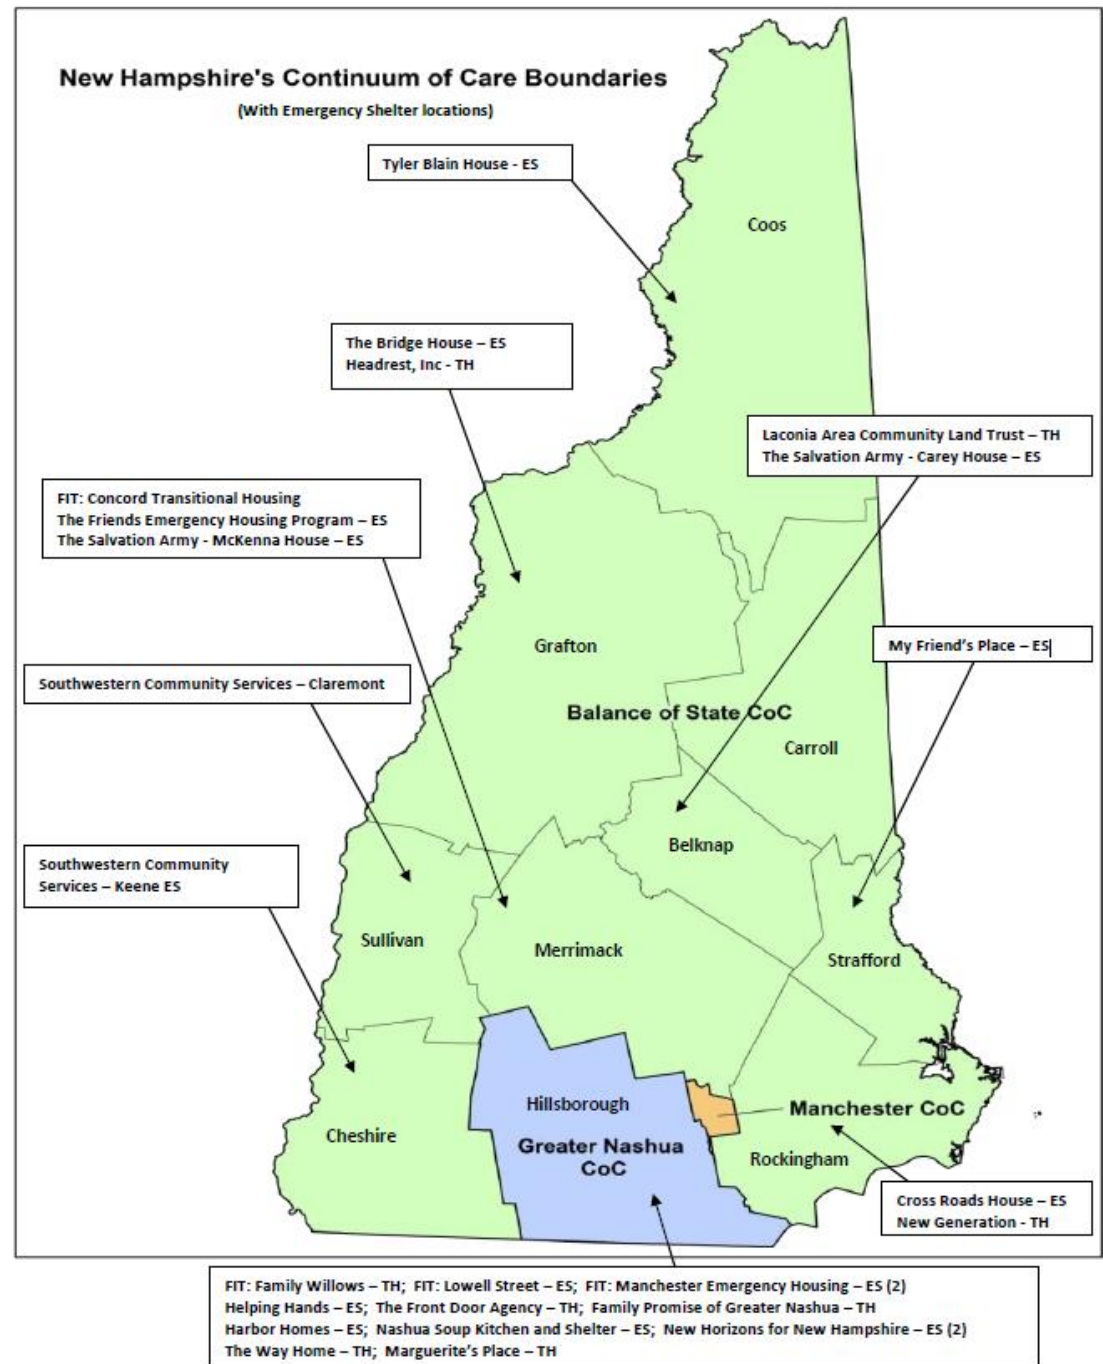 New Hampshire's Continuum of Care Boundaries
(With Emergency Shelter locations)
Tyler Blain House - ES
Coos
The Bridge House – ES
Headrest, Inc - TH
Laconia Area Community Land Trust – TH
The Salvation Army - Carey House – ES
FIT: Concord Transitional Housing
The Friends Emergency Housing Program – ES
The Salvation Army - McKenna House – ES
Grafton
My Friend's Place – ES
Southwestern Community Services – Claremont
Balance of State CoC
Carroll
Belknap
Southwestern Community
Services – Keene ES
Sullivan
Merrimack
Strafford
Hillsborough
Manchester CoC
Cheshire
Greater Nashua
CoC
Rockingham
Cross Roads House – ES
New Generation - TH
FIT: Family Willows – TH; FIT: Lowell Street – ES; FIT: Manchester Emergency Housing – ES (2)
Helping Hands – ES; The Front Door Agency – TH; Family Promise of Greater Nashua – TH
Harbor Homes – ES; Nashua Soup Kitchen and Shelter – ES; New Horizons for New Hampshire – ES (2)
The Way Home – TH; Marguerite's Place – TH